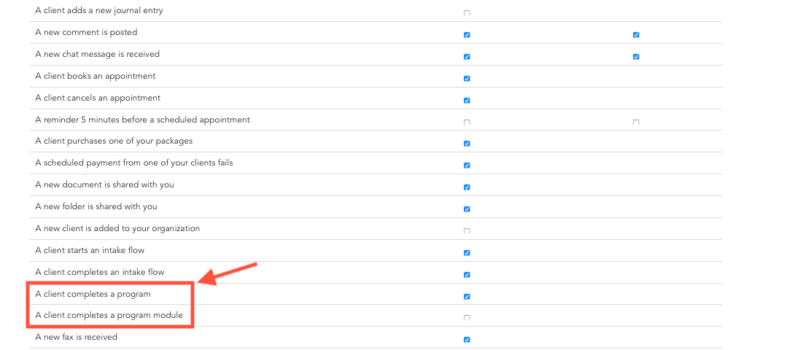 A client adds a new journal entry
A new comment is posted
A new chat message is received
A client books an appointment
A client cancels an appointment
A reminder 5 minutes before a scheduled appointment
A client purchases one of your packages
A scheduled payment from one of your clients fails
A new document is shared with you
A new folder is shared with you
A new client is added to your organization
A client starts an intake flow
A client completes an intake flow
A client completes a program
A client completes a program module
A new fax is received